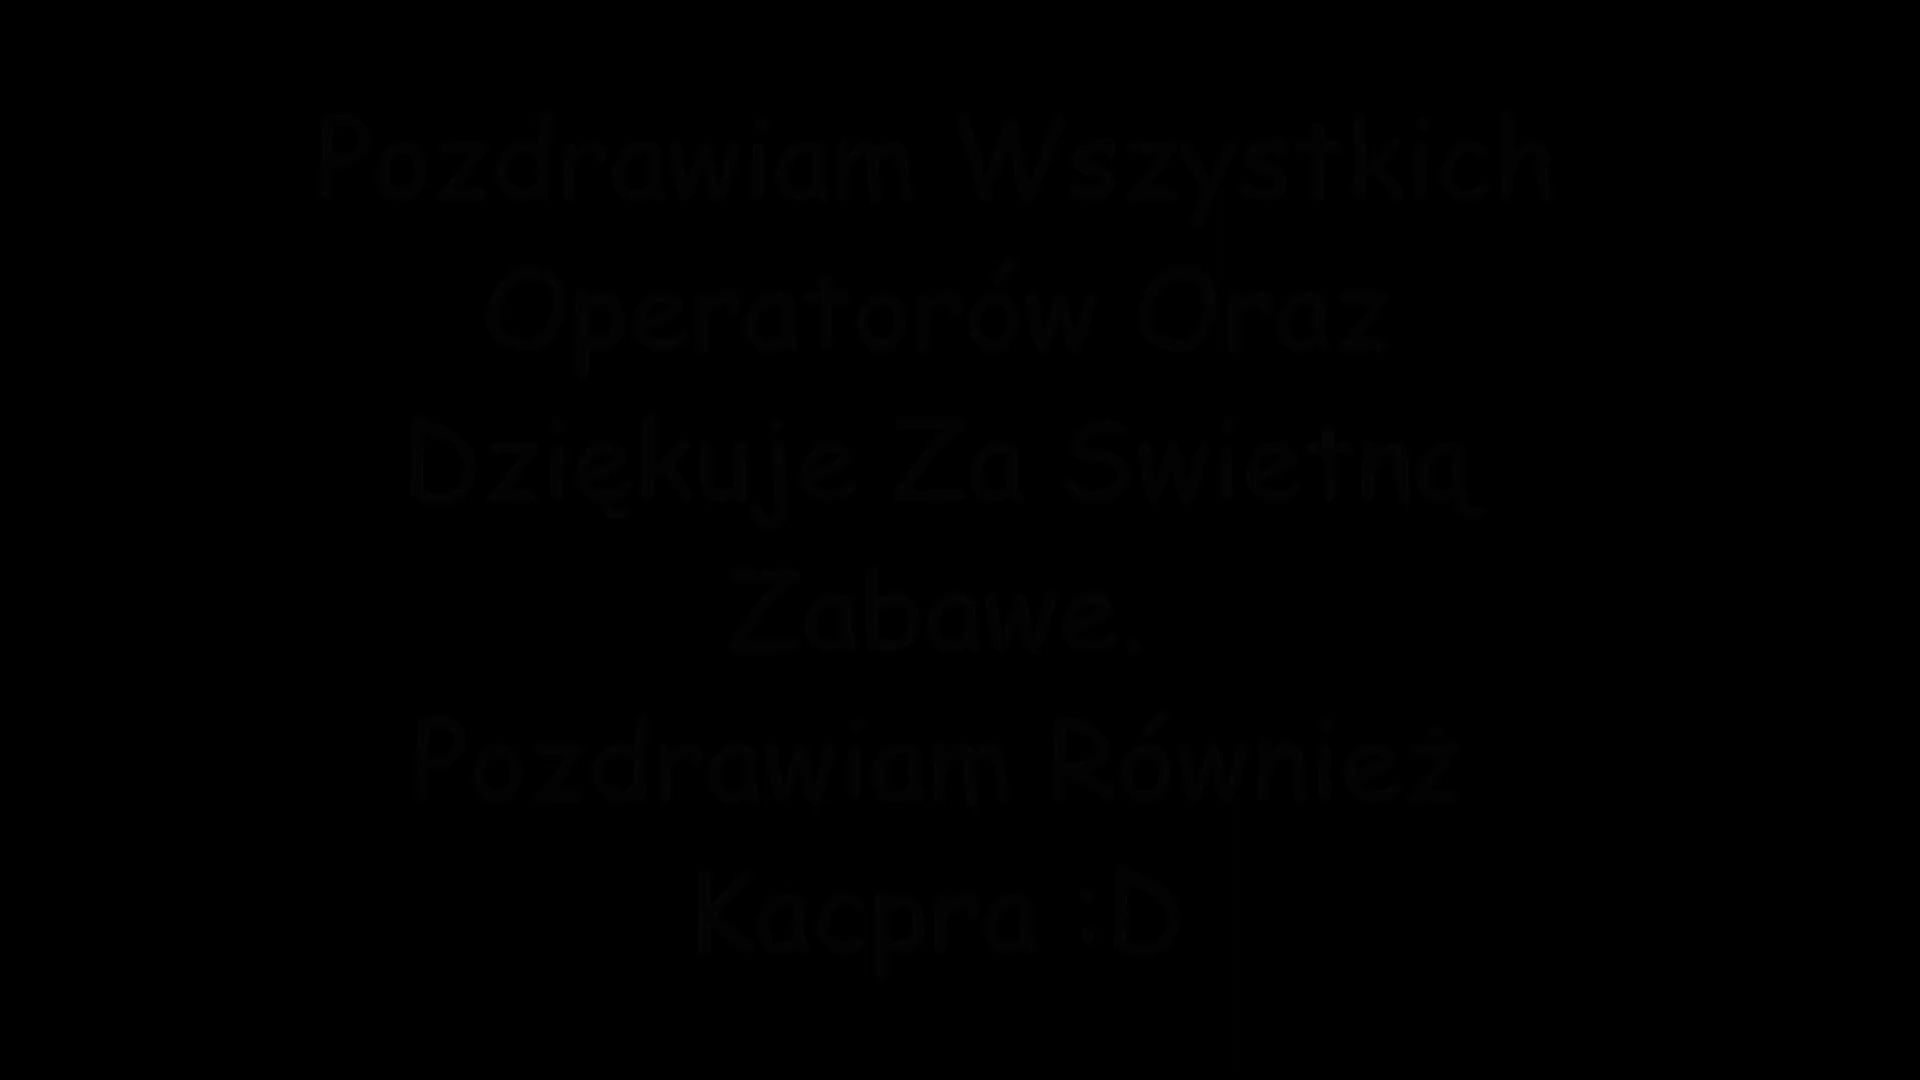 Pozdrawiam Wszystkich
Operatorów Oraz
Dziękuje Za Swietną
Zabawe.
Pozdrawiam Również
Kacpra :D